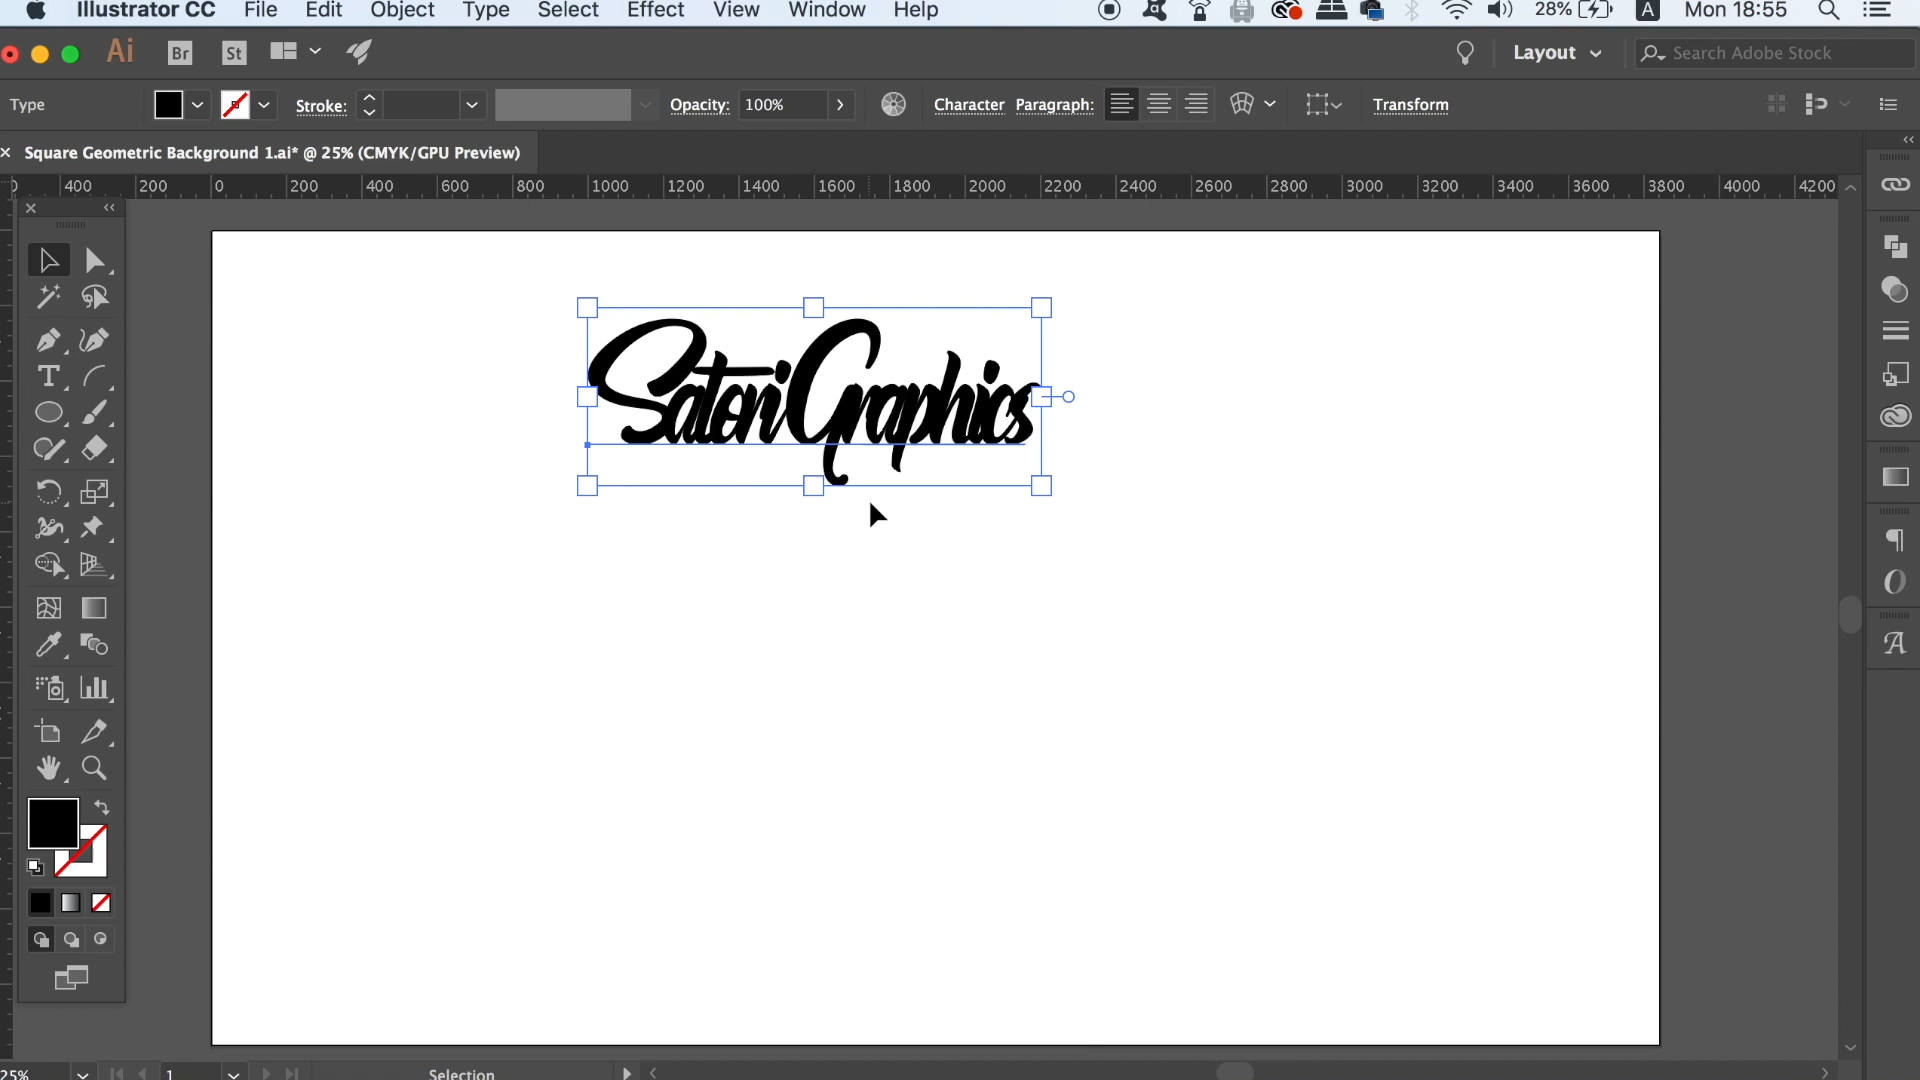 Illustrator CC File Edit Object Type Select Effect View Window Help 28% A Mon 18:55
Ai Br St Layout Search Adobe Stock
Type Stroke: Opacity: 100% Character Paragraph: Transform
Square Geometric Background 1.ai* @ 25% (CMYK/GPU Preview)
400 200 0 200 400 600 800 1000 1200 1400 1600 1800 2000 2200 2400 2600 2800 3000 3200 3400 3600 3800 4000 4200
Satori Graphics
25% 1 Selection